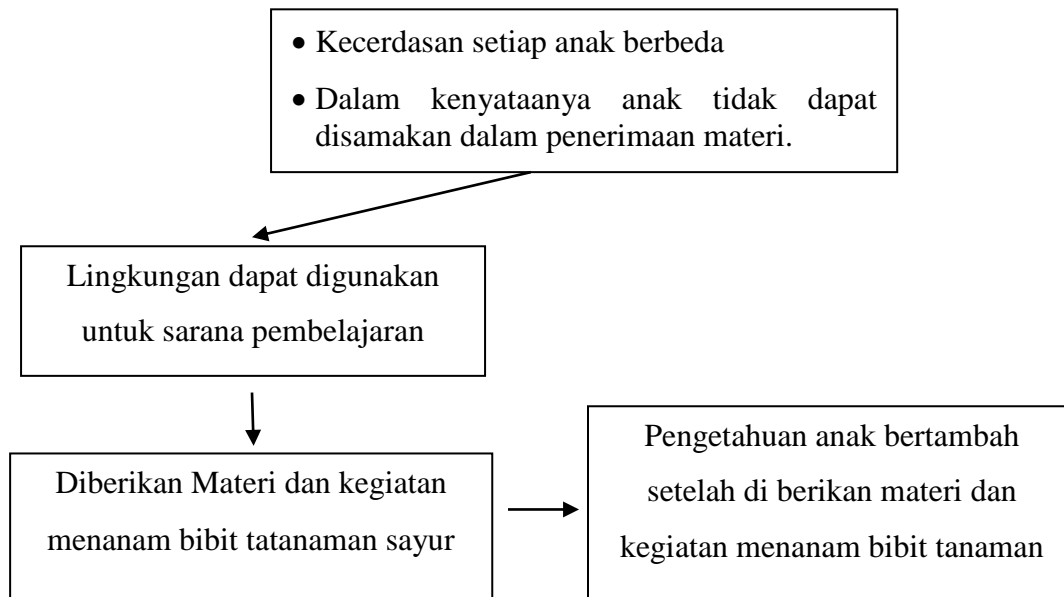 • Kecerdasan setiap anak berbeda
• Dalam kenyataanya anak tidak dapat
disamakan dalam penerimaan materi.
Lingkungan dapat digunakan
untuk sarana pembelajaran
Diberikan Materi dan kegiatan
menanam bibit tatanaman sayur
Pengetahuan anak bertambah
setelah di berikan materi dan
kegiatan menanam bibit tanaman